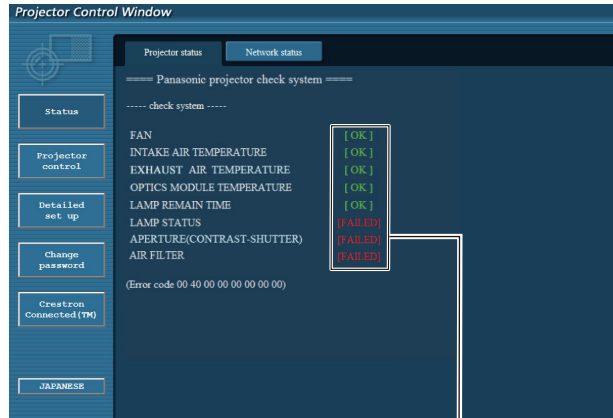 Projector Control Window
Projector status
Network status
==== Panasonic projector check system ====
----- check system -----
FAN [ OK ]
INTAKE AIR TEMPERATURE [ OK ]
EXHAUST AIR TEMPERATURE [ OK ]
OPTICS MODULE TEMPERATURE [ OK ]
LAMP REMAIN TIME [ OK ]
LAMP STATUS [FAILED]
APERTURE(CONTRAST-SHUTTER) [FAILED]
AIR FILTER [FAILED]
(Error code 00 40 00 00 00 00 00 00)
Status
Projector
control
Detailed
set up
Change
password
Crestron
Connected(TM)
JAPANESE